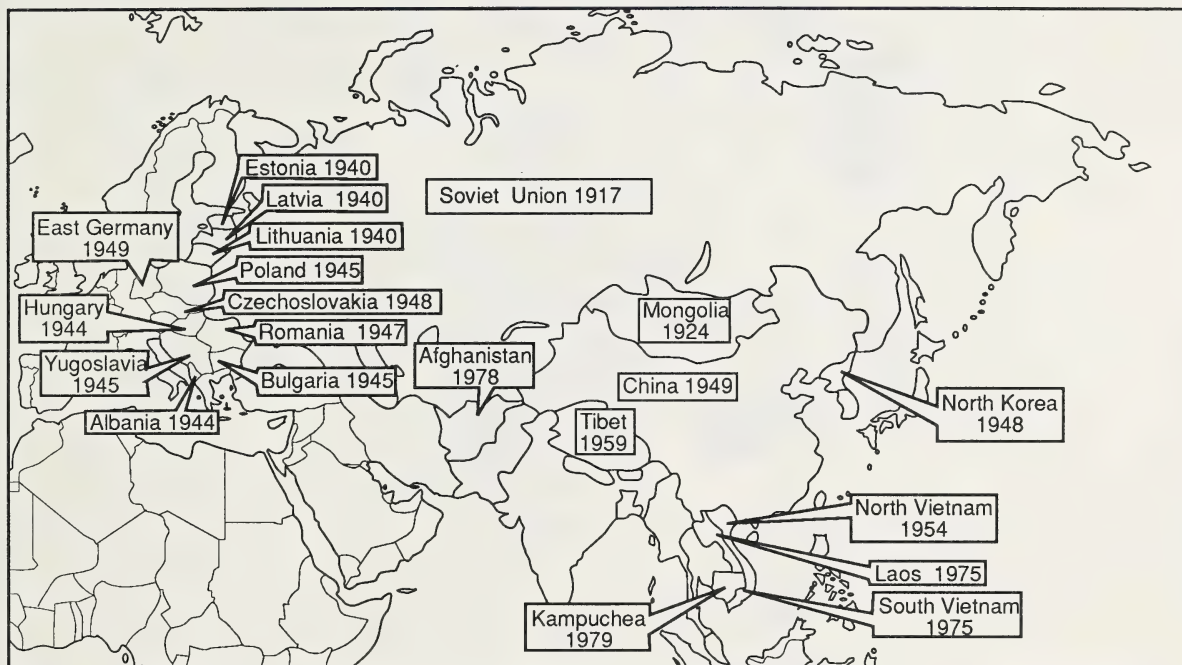 Estonia 1940
Latvia 1940
Soviet Union 1917
East Germany
1949
Lithuania 1940
Poland 1945
Hungary
1944
Czechoslovakia 1948
Romania 1947
Mongolia
1924
Yugoslavia
1945
Bulgaria 1945
Afghanistan
1978
China 1949
Albania 1944
Tibet
1959
North Korea
1948
North Vietnam
1954
Laos 1975
Kampuchea
1979
South Vietnam
1975